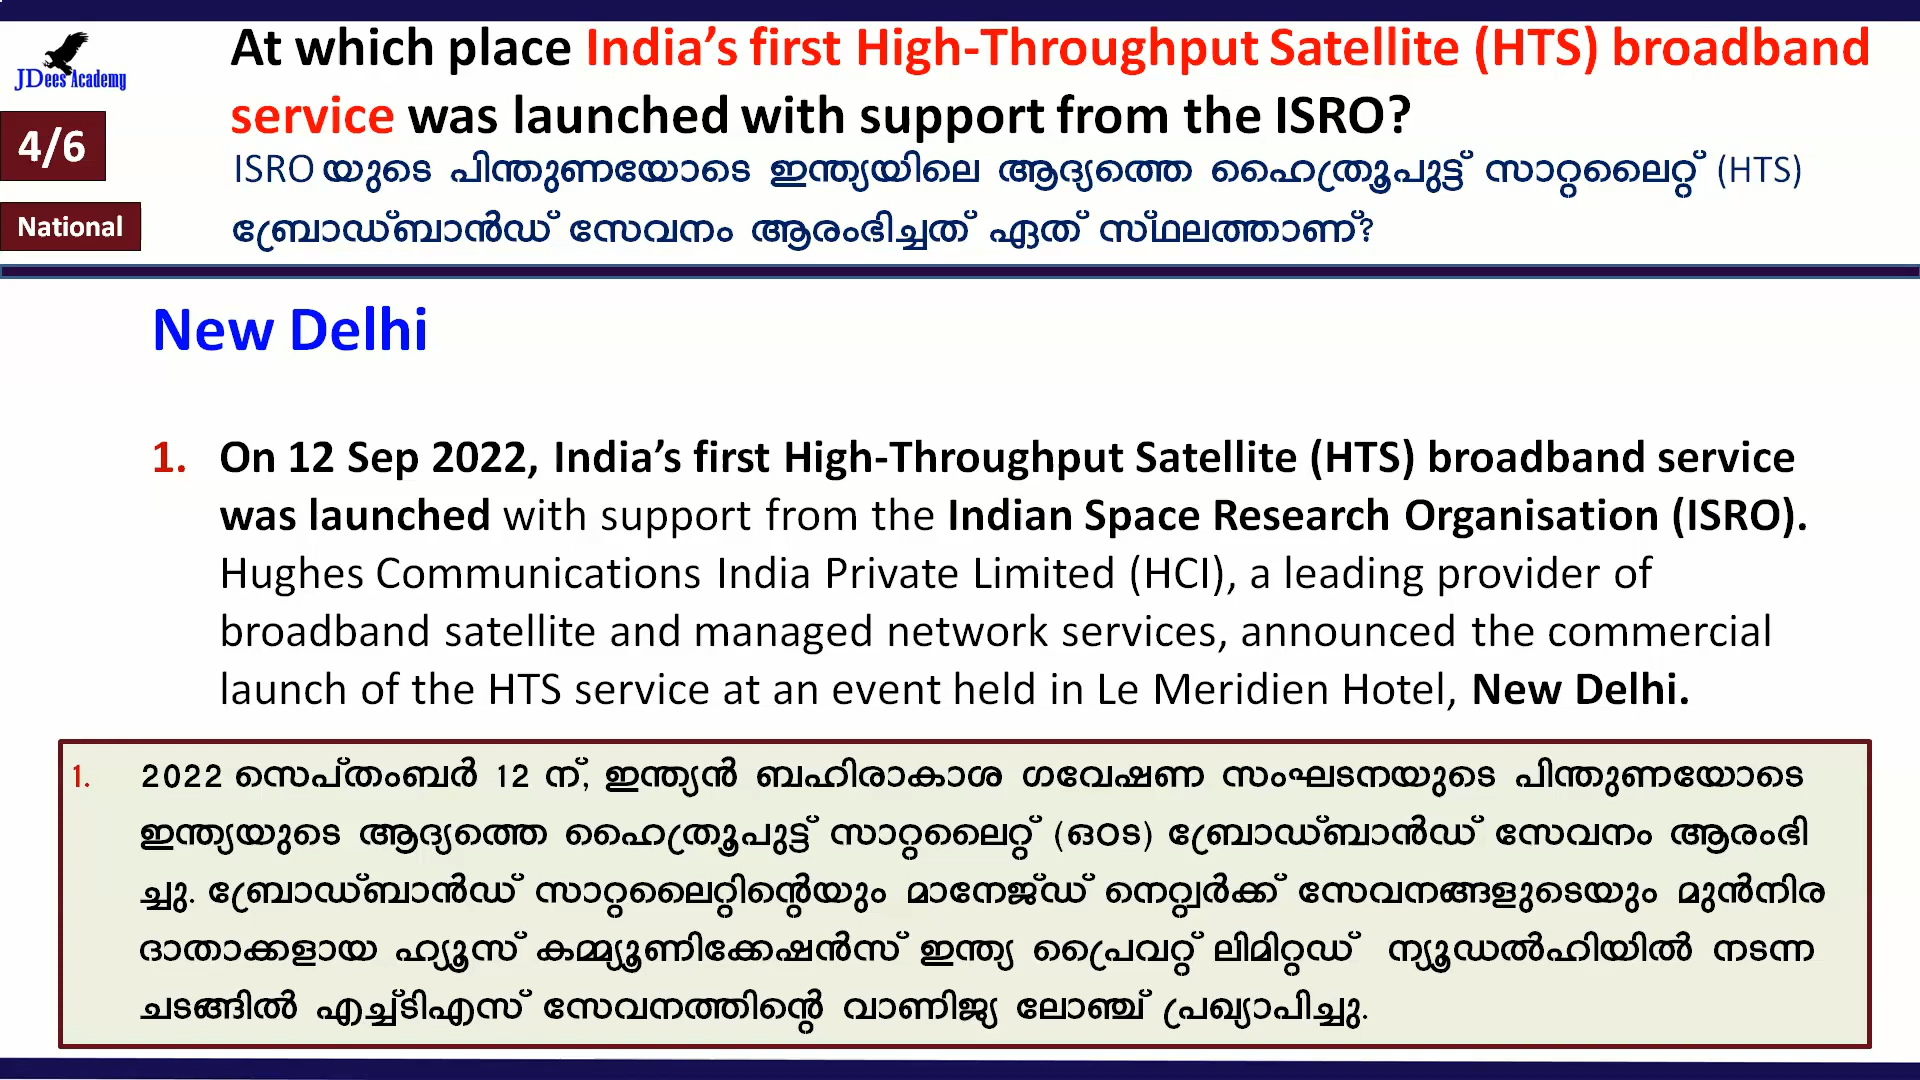 At which place India’s first High-Throughput Satellite (HTS) broadband
service was launched with support from the ISRO?
JDees Academy
4/6
National
ISRO യുടെ പിന്തുണയോടെ ഇന്ത്യയിലെ ആദ്യത്തെ ഹൈത്രൂപുട്ട് സാറ്റലൈറ്റ് (HTS)
ബ്രോഡ്ബാൻഡ് സേവനം ആരംഭിച്ചത് ഏത് സ്ഥലത്താണ്?
New Delhi
1. On 12 Sep 2022, India’s first High-Throughput Satellite (HTS) broadband service
was launched with support from the Indian Space Research Organisation (ISRO).
Hughes Communications India Private Limited (HCI), a leading provider of
broadband satellite and managed network services, announced the commercial
launch of the HTS service at an event held in Le Meridien Hotel, New Delhi.
1. 2022 സെപ്തംബർ 12 ന്, ഇന്ത്യൻ ബഹിരാകാശ ഗവേഷണ സംഘടനയുടെ പിന്തുണയോടെ
ഇന്ത്യയുടെ ആദ്യത്തെ ഹൈത്രൂപുട്ട് സാറ്റലൈറ്റ് (ഒഠട) ബ്രോഡ്ബാൻഡ് സേവനം ആരംഭി
ച്ചു. ബ്രോഡ്ബാൻഡ് സാറ്റലൈറ്റിന്റെയും മാനേജ്ഡ് നെറ്റ്വർക്ക് സേവനങ്ങളുടെയും മുൻനിര
ദാതാക്കളായ ഹ്യൂസ് കമ്മ്യൂണിക്കേഷൻസ് ഇന്ത്യ പ്രൈവറ്റ് ലിമിറ്റഡ് ന്യൂഡൽഹിയിൽ നടന്ന
ചടങ്ങിൽ എച്ച്ടിഎസ് സേവനത്തിന്റെ വാണിജ്യ ലോഞ്ച് പ്രഖ്യാപിച്ചു.